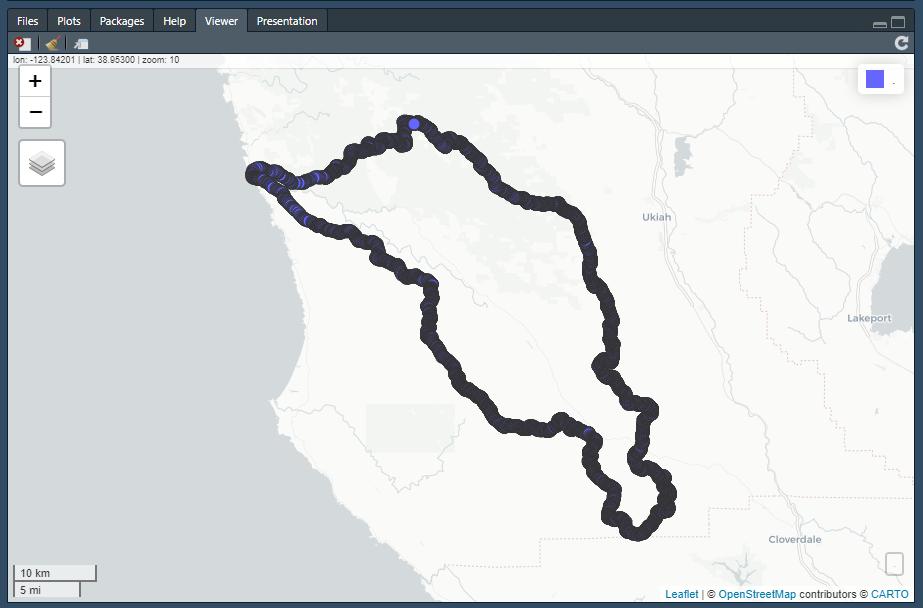 Files Plots Packages Help Viewer Presentation
lon: -123.84201 | lat: 38.95300 | zoom: 10
+
−
.
Ukiah
Lakeport
Cloverdale
10 km
5 mi
Leaflet | © OpenStreetMap contributors © CARTO